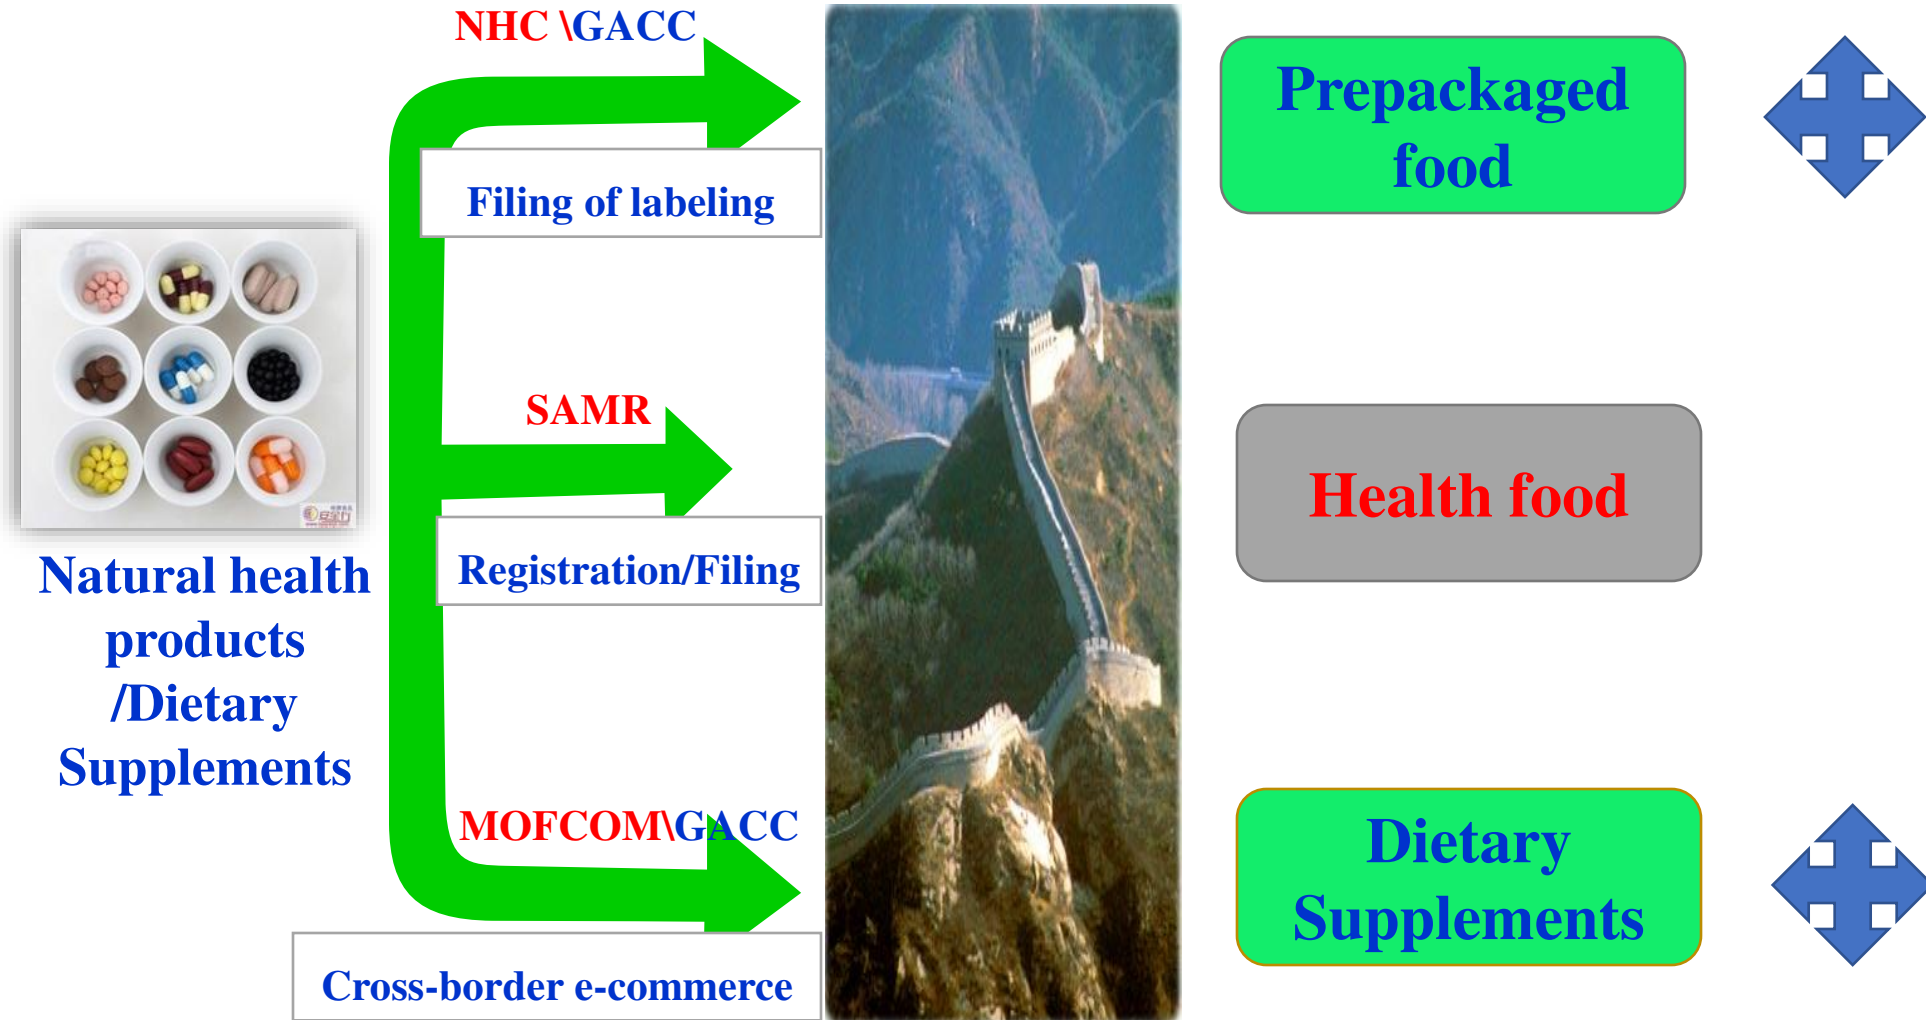 NHC \GACC
Filing of labeling
Prepackaged
food
SAMR
Registration/Filing
Health food
Natural health
products
/Dietary
Supplements
MOFCOM\GACC
Cross-border e-commerce
Dietary
Supplements